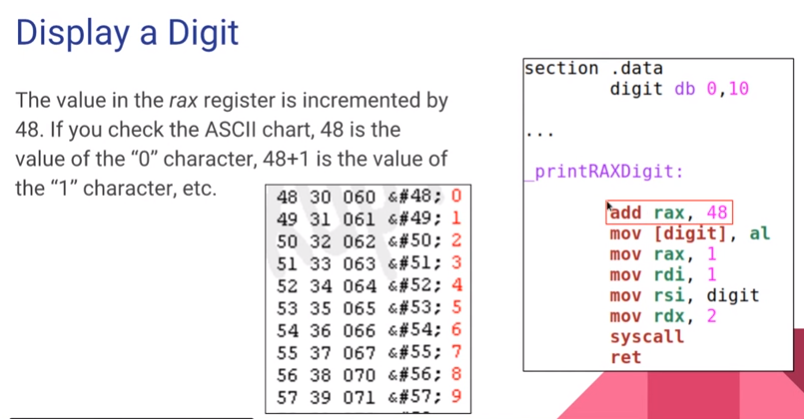 Display a Digit
The value in the rax register is incremented by
48. If you check the ASCII chart, 48 is the
value of the “0” character, 48+1 is the value of
the “1” character, etc.
48 30 060 &#48; 0
49 31 061 &#49; 1
50 32 062 &#50; 2
51 33 063 &#51; 3
52 34 064 &#52; 4
53 35 065 &#53; 5
54 36 066 &#54; 6
55 37 067 &#55; 7
56 38 070 &#56; 8
57 39 071 &#57; 9
section .data
digit db 0,10
...
_printRAXDigit:
add rax, 48
mov [digit], al
mov rax, 1
mov rdi, 1
mov rsi, digit
mov rdx, 2
syscall
ret